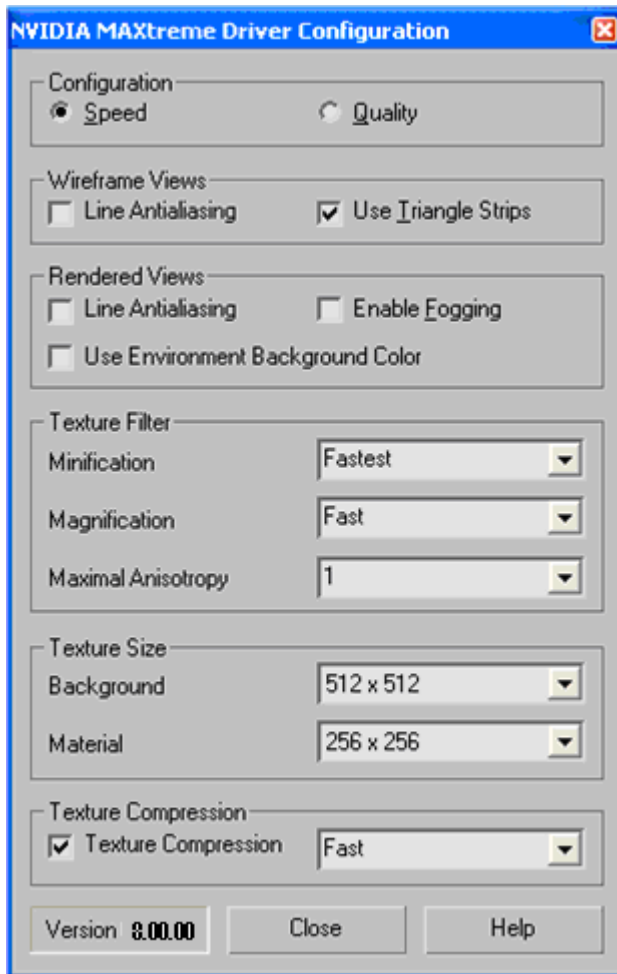 NVIDIA MAXtreme Driver Configuration
Configuration
Speed Quality
Wireframe Views
Line Antialiasing Use Triangle Strips
Rendered Views
Line Antialiasing Enable Fogging
Use Environment Background Color
Texture Filter
Minification Fastest
Magnification Fast
Maximal Anisotropy 1
Texture Size
Background 512 x 512
Material 256 x 256
Texture Compression
Texture Compression Fast
Version 8.00.00 Close Help